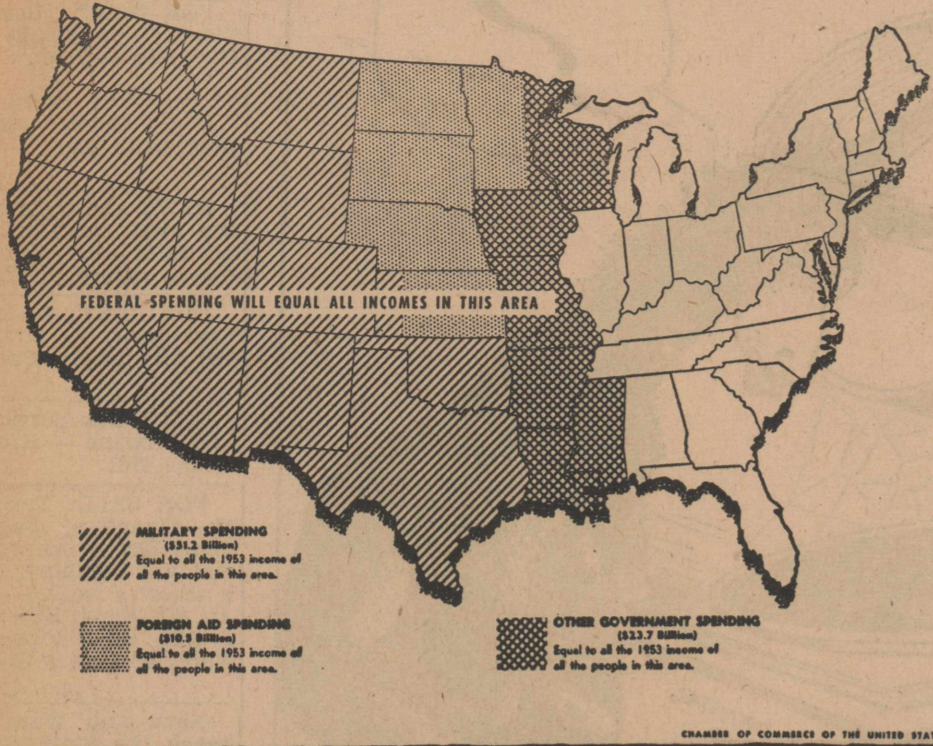 FEDERAL SPENDING WILL EQUAL ALL INCOMES IN THIS AREA
MILITARY SPENDING
($51.2 Billion)
Equal to all the 1953 income of
all the people in this area.
FOREIGN AID SPENDING
($10.5 Billion)
Equal to all the 1953 income of
all the people in this area.
OTHER GOVERNMENT SPENDING
($23.7 Billion)
Equal to all the 1953 income of
all the people in this area.
CHAMBER OF COMMERCE OF THE UNITED STAT